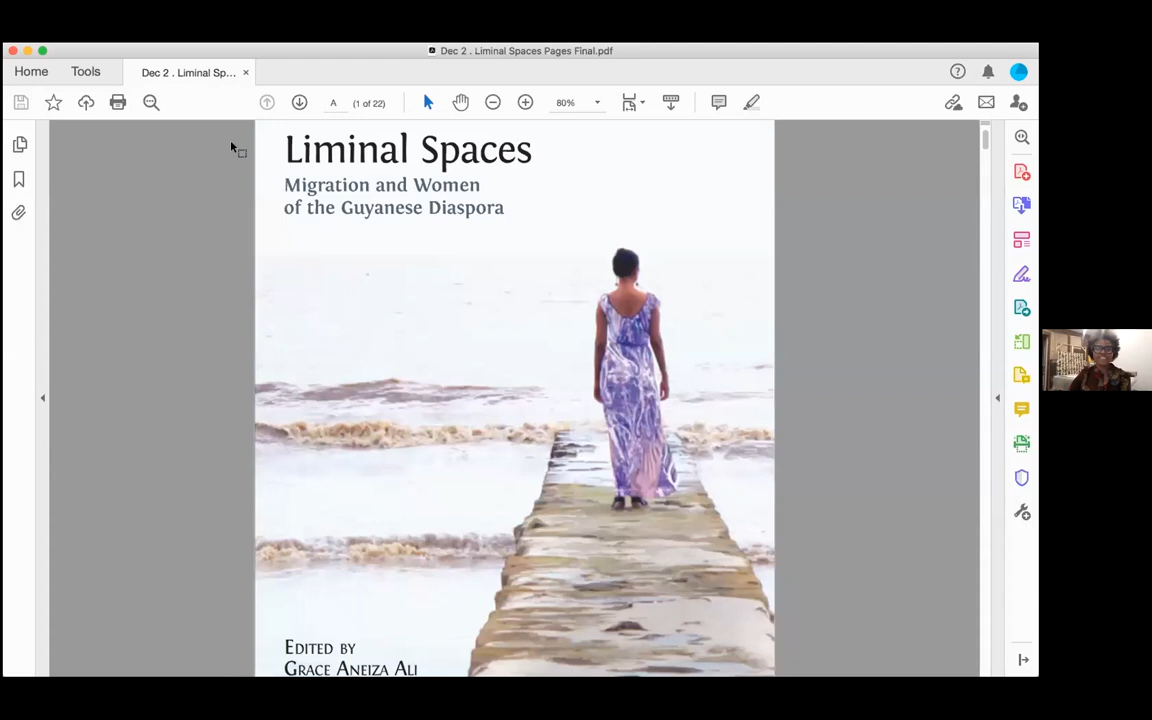 Dec 2 . Liminal Spaces Pages Final.pdf
Home
Tools
Dec 2 . Liminal Sp... ×
A
(1 of 22)
80%
Liminal Spaces
Migration and Women
of the Guyanese Diaspora
Edited by
Grace Aneiza Ali